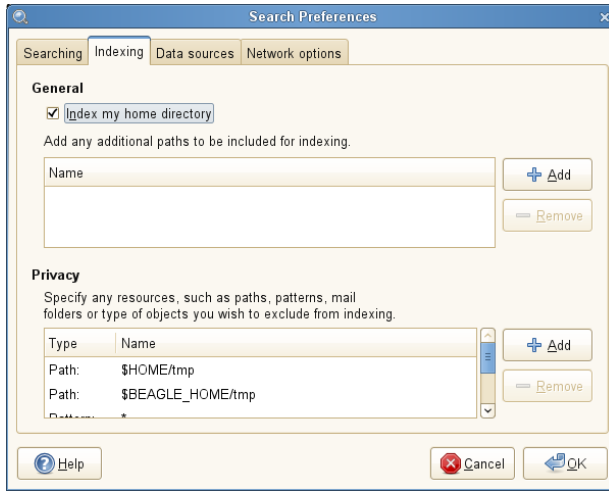 Search Preferences
Searching Indexing Data sources Network options
General
Index my home directory
Add any additional paths to be included for indexing.
Name
Add
Remove
Privacy
Specify any resources, such as paths, patterns, mail
folders or type of objects you wish to exclude from indexing.
Type Name
Add
Path: $HOME/tmp
Path: $BEAGLE_HOME/tmp
Remove
Pattern: *
Help Cancel OK